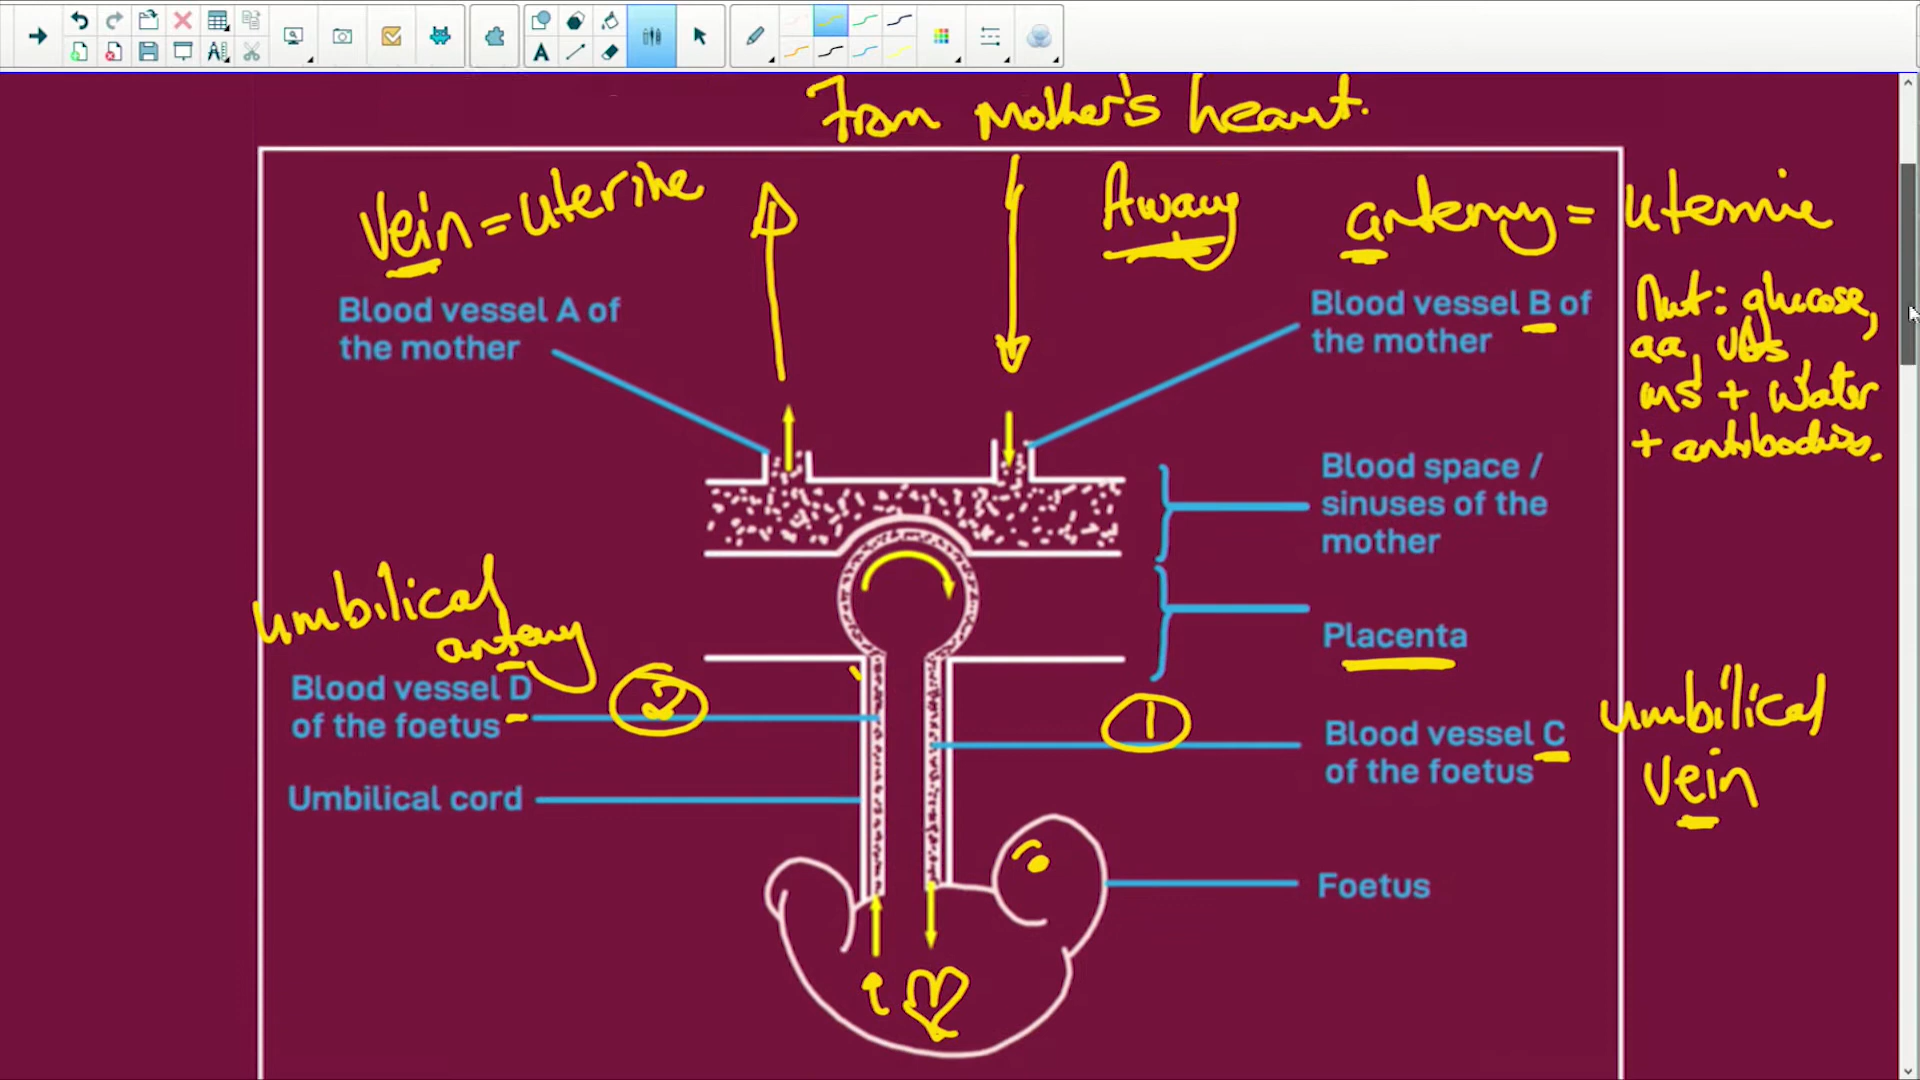 From mother's heart.
Vein = uterine
Away
artery = uterine
Blood vessel A of
the mother
Blood vessel B of
the mother
Nut: glucose,
aa, vits
ms + water
+ antibodies.
Blood space /
sinuses of the
mother
Placenta
umbilical
artery
Blood vessel D
of the foetus
2
1
Blood vessel C
of the foetus
umbilical
vein
Umbilical cord
Foetus